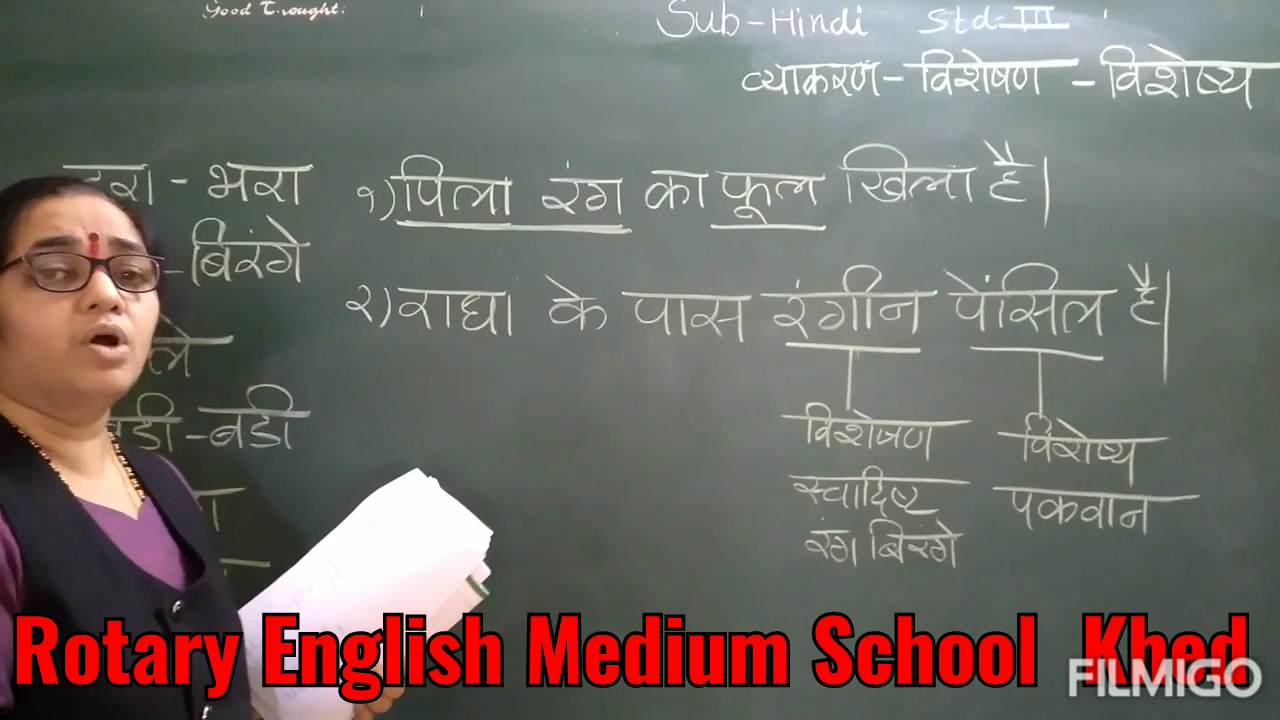 Good Thought:
Sub-Hindi Std-III
व्याकरण - विशेषण - विशेष्य
हरा - भरा
- बिरंगे
बडी - बडी
१) पिला रंग का फूल खिला है।
२) राधा के पास रंगीन पेंसिल है।
विशेषण विशेष्य
स्वादिष्ट पकवान
रंग बिरंगे
Rotary English Medium School Khed
FILMIGO